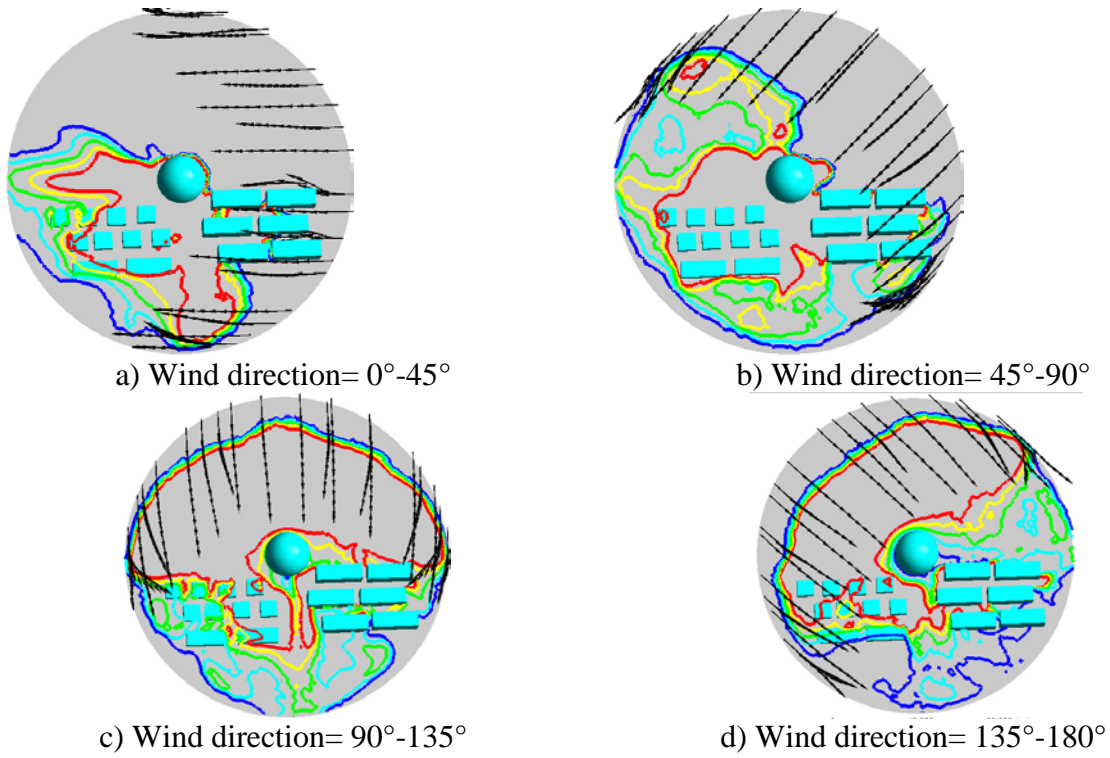 a) Wind direction= 0°-45°
b) Wind direction= 45°-90°
c) Wind direction= 90°-135°
d) Wind direction= 135°-180°